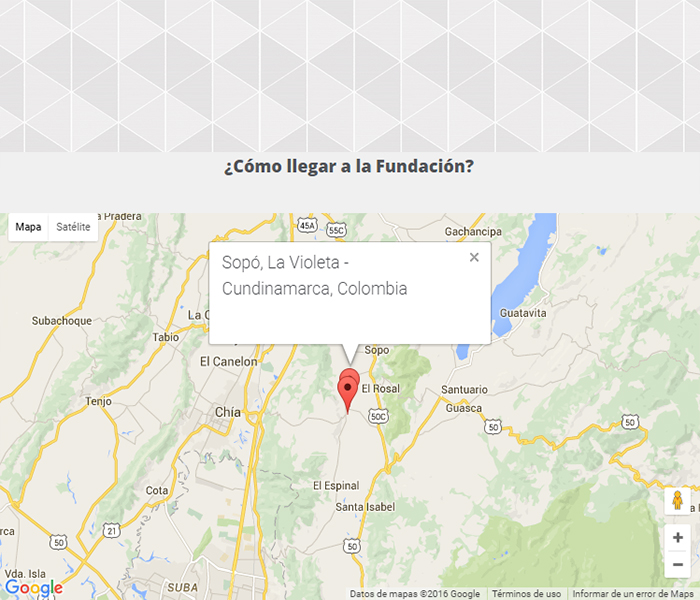 ¿Cómo llegar a la Fundación?
Mapa
Satélite
a Pradera
45A
55C
Gachancipa
Sopó, La Violeta -
Cundinamarca, Colombia
×
Subachoque
Guatavita
Tabio
Sopo
El Canelon
El Rosal
Santuario
Tenjo
Chía
Guasca
50C
50
50
El Espinal
Cota
Santa Isabel
21
50
50
Vda. Isla
SUBA
+
−
Google
Datos de mapas ©2016 Google
Términos de uso
Informar de un error de Maps